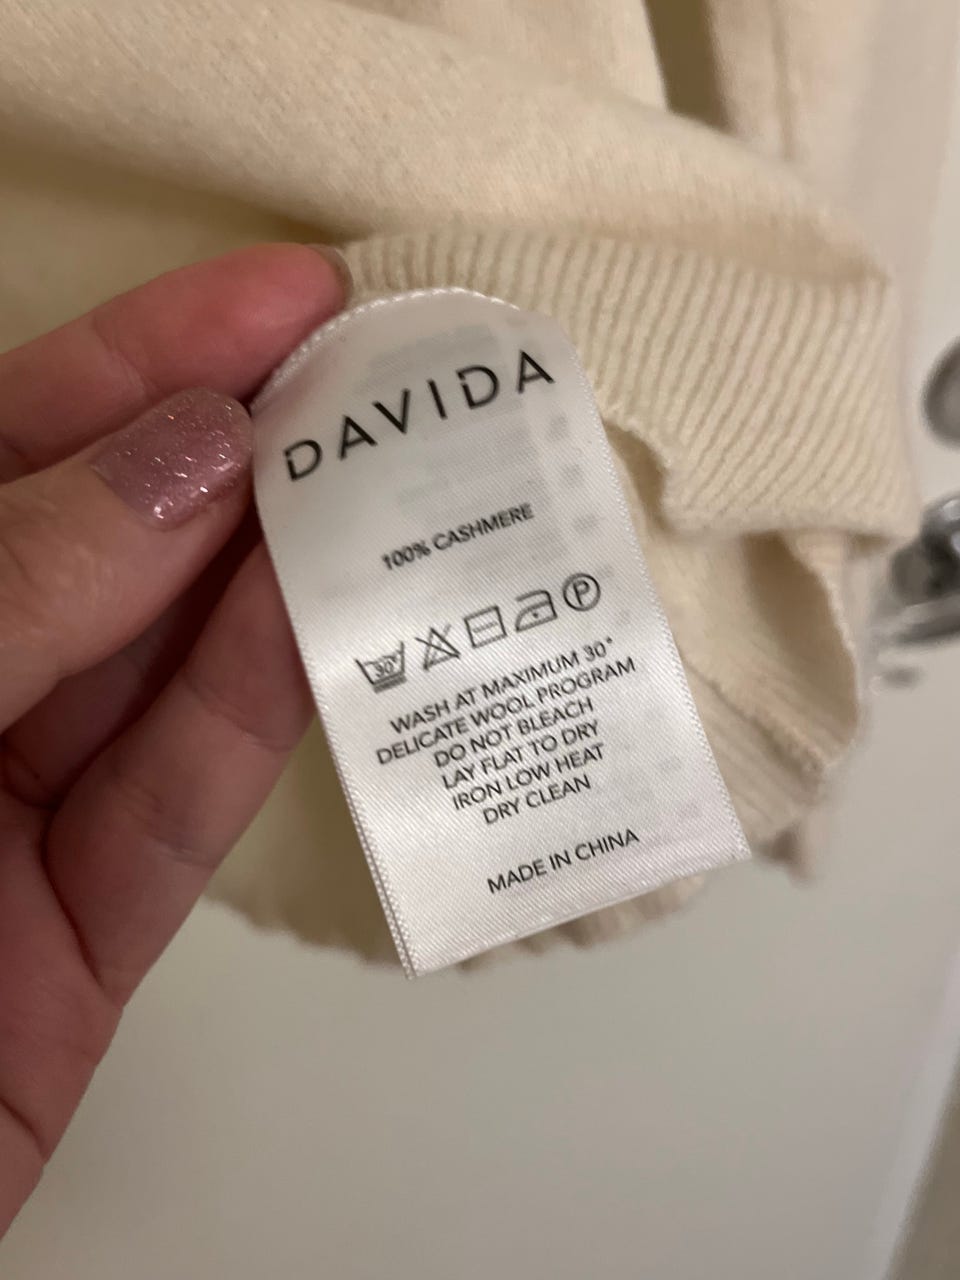 DAVIDA
100% CASHMERE
30° P
WASH AT MAXIMUM 30°
DELICATE WOOL PROGRAM
DO NOT BLEACH
LAY FLAT TO DRY
IRON LOW HEAT
DRY CLEAN
MADE IN CHINA